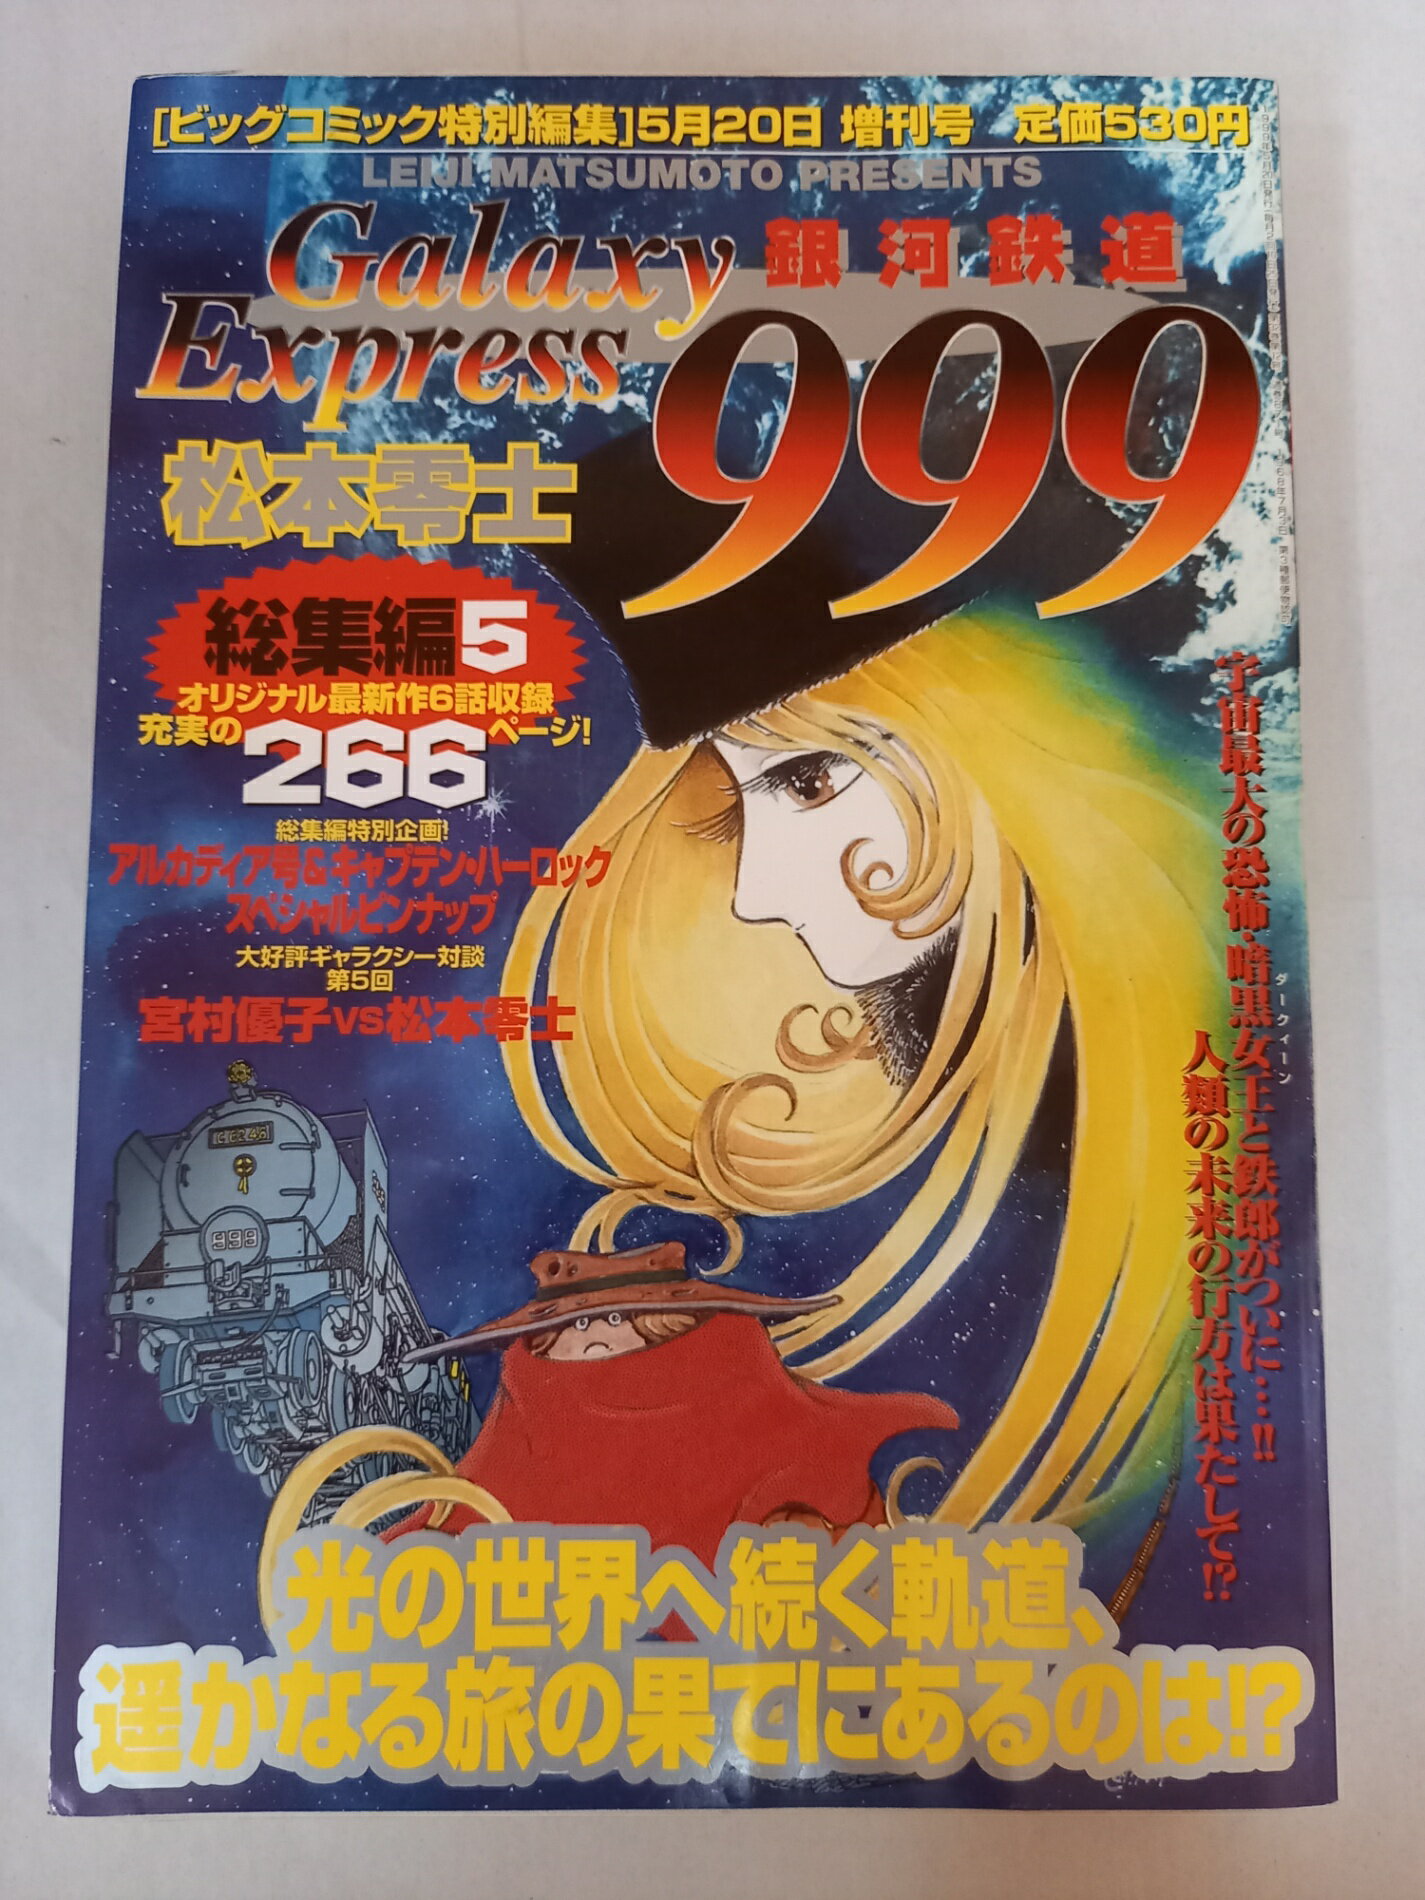 [ビッグコミック特別編集]5月20日 増刊号 定価530円
LEIJI MATSUMOTO PRESENTS
Galaxy
Express
銀河鉄道
999
松本零士
総集編5
オリジナル最新作6話収録
充実の266ページ!
総集編特別企画!
アルカディア号&キャプテン・ハーロック
スペシャルピンナップ
大好評ギャラクシー対談
第5回
宮村優子VS松本零士
宇宙最大の恐怖・暗黒女王と鉄郎がついに…!!
ダークィーン
人類の未来の行方は果たして!?
C6248
999
光の世界へ続く軌道、
遥かなる旅の果てにあるのは!?